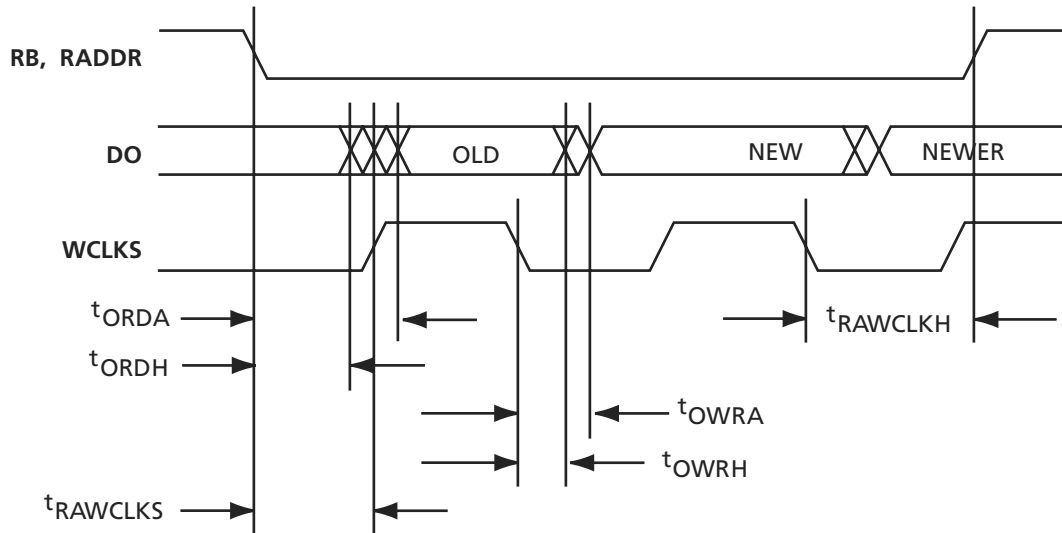 RB, RADDR
DO
OLD
NEW
NEWER
WCLKS
tORDA
tRAWCLKH
tORDH
tOWRA
tOWRH
tRAWCLKS